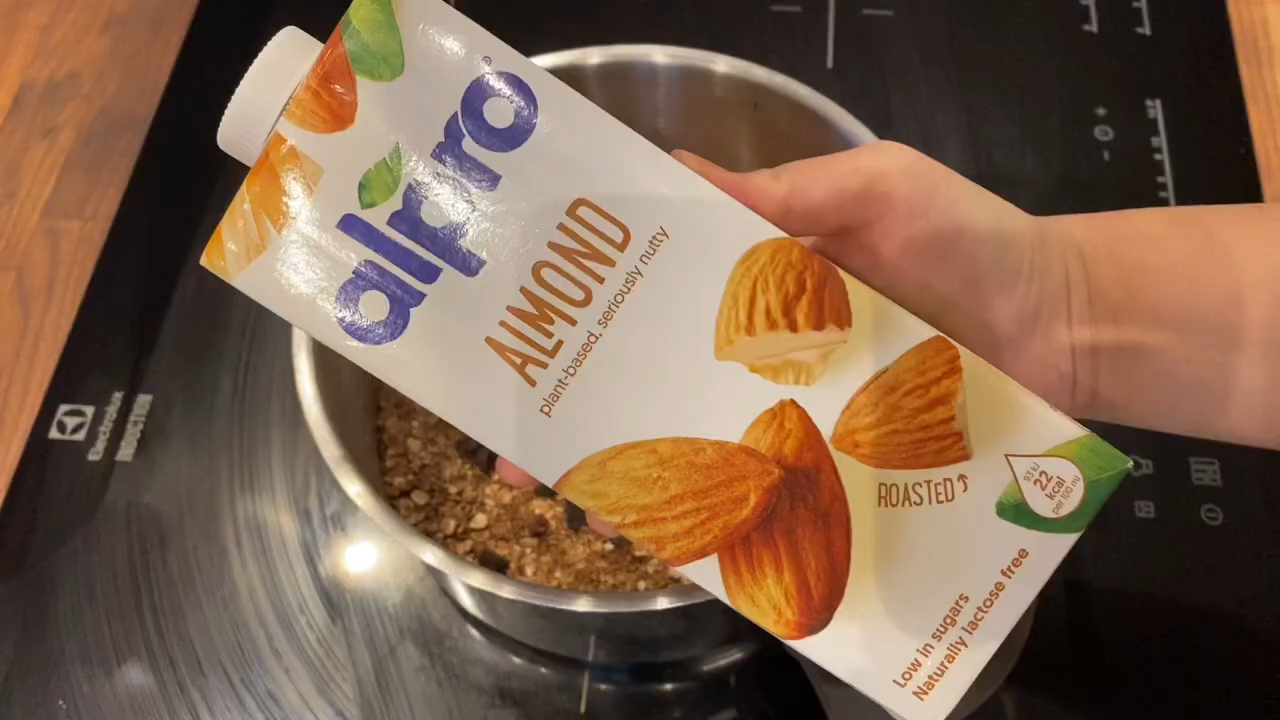 alpro
ALMOND
plant-based, seriously nutty
ROASTED
93 kJ
22
kcal
per 100 ml
Low in sugars
Naturally lactose free
Electrolux
INDUCTION